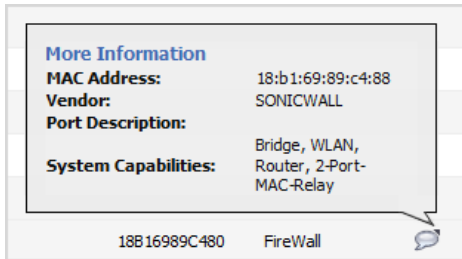 More Information
MAC Address: 18:b1:69:89:c4:88
Vendor: SONICWALL
Port Description:
System Capabilities: Bridge, WLAN,
Router, 2-Port-
MAC-Relay
18B16989C480 FireWall